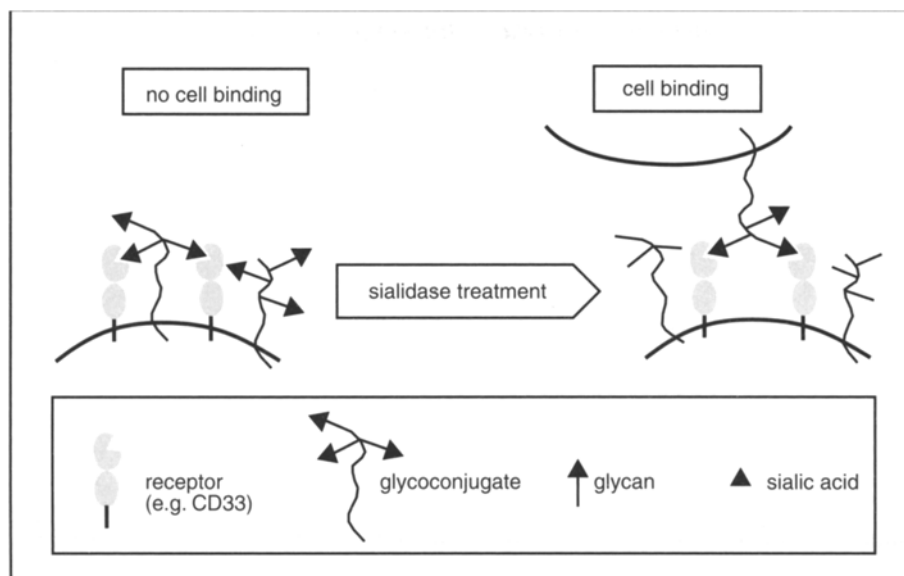 no cell binding
cell binding
sialidase treatment
receptor
(e.g. CD33)
glycoconjugate
glycan
sialic acid